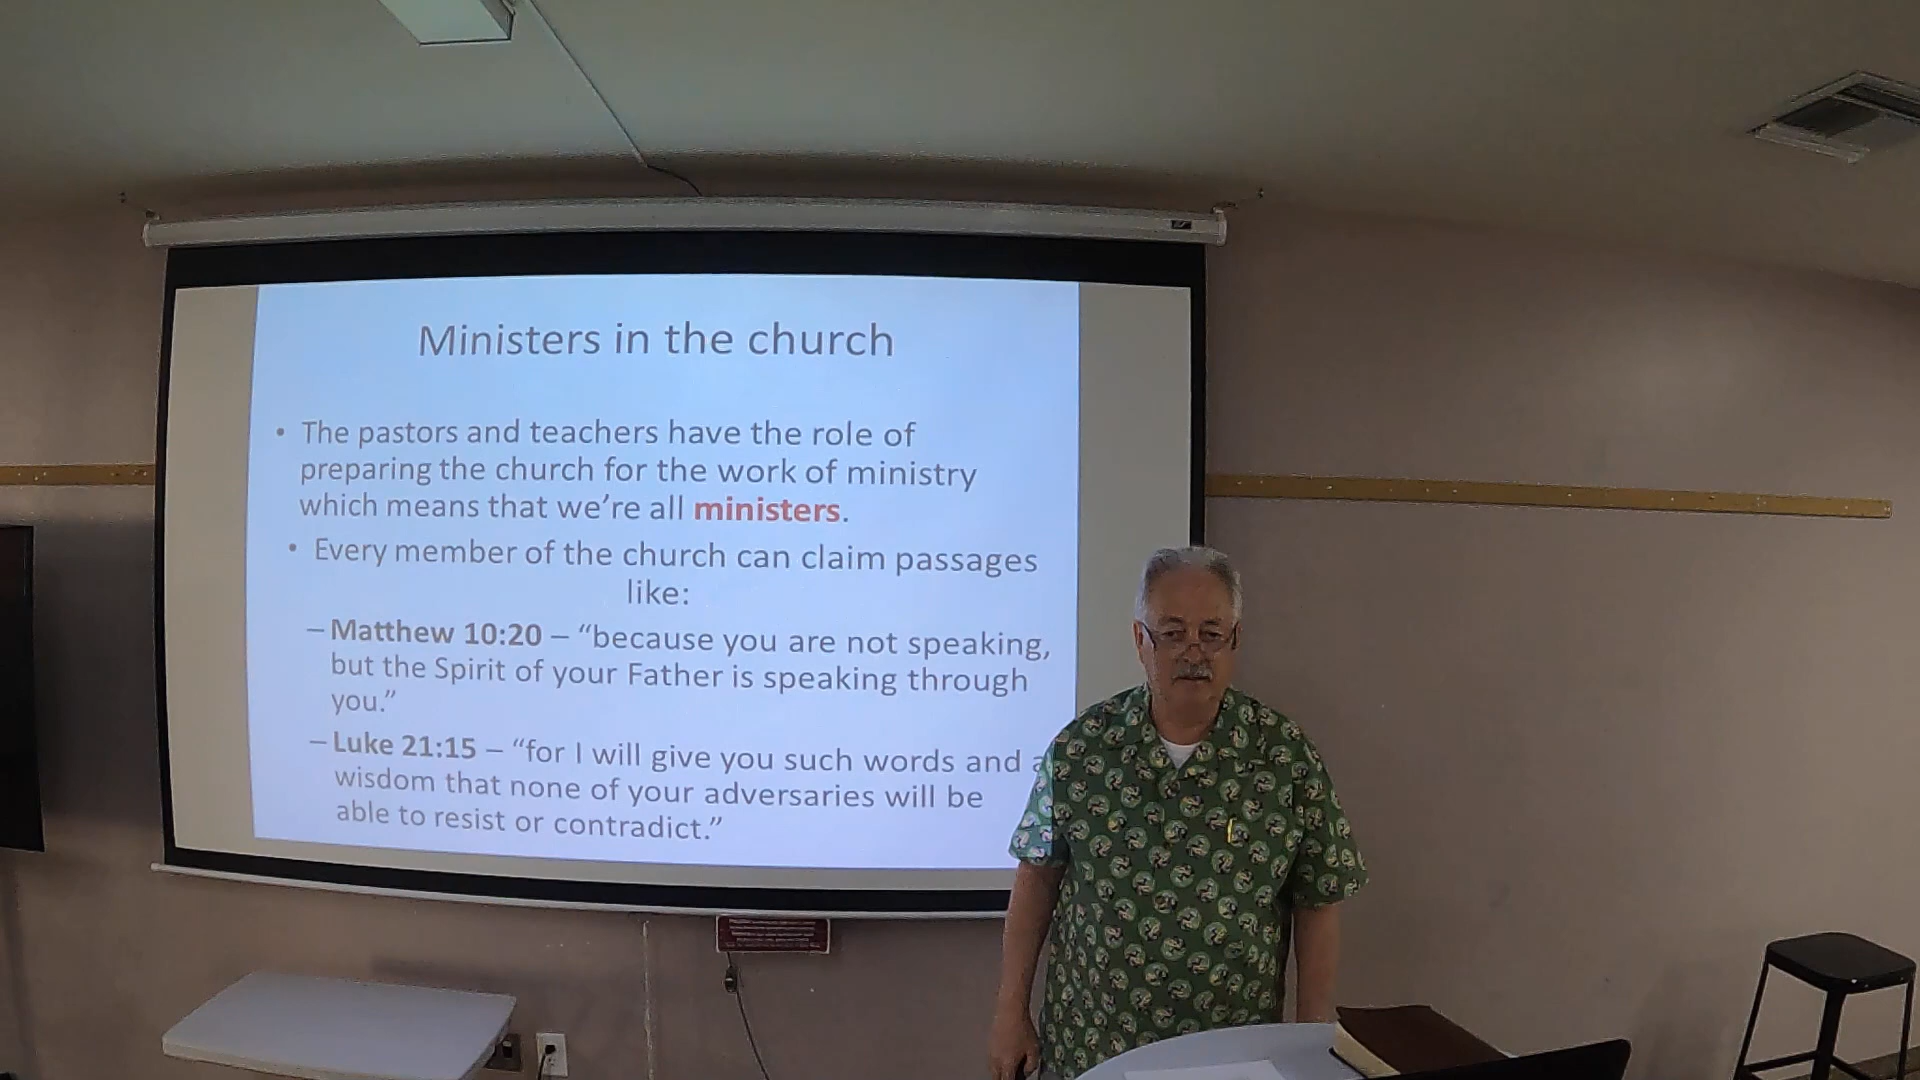 Ministers in the church
• The pastors and teachers have the role of
preparing the church for the work of ministry
which means that we're all ministers.
• Every member of the church can claim passages
like:
– Matthew 10:20 – “because you are not speaking,
but the Spirit of your Father is speaking through
you.”
– Luke 21:15 – “for I will give you such words and a
wisdom that none of your adversaries will be
able to resist or contradict.”